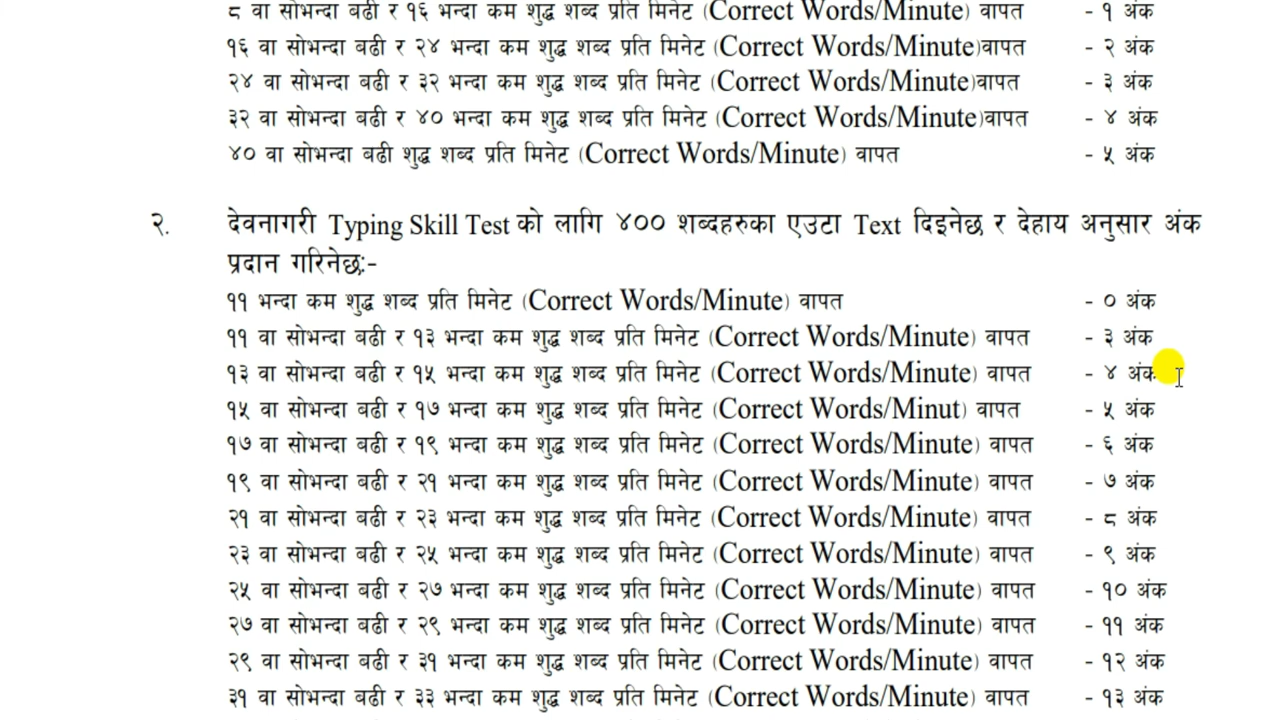 ८ वा सोभन्दा बढी र १६ भन्दा कम शुद्ध शब्द प्रति मिनेट (Correct Words/Minute) वापत - १ अंक
१६ वा सोभन्दा बढी र २४ भन्दा कम शुद्ध शब्द प्रति मिनेट (Correct Words/Minute)वापत - २ अंक
२४ वा सोभन्दा बढी र ३२ भन्दा कम शुद्ध शब्द प्रति मिनेट (Correct Words/Minute)वापत - ३ अंक
३२ वा सोभन्दा बढी र ४० भन्दा कम शुद्ध शब्द प्रति मिनेट (Correct Words/Minute)वापत - ४ अंक
४० वा सोभन्दा बढी शुद्ध शब्द प्रति मिनेट (Correct Words/Minute) वापत - ५ अंक
२. देवनागरी Typing Skill Test को लागि ४०० शब्दहरुका एउटा Text दिइनेछ र देहाय अनुसार अंक
प्रदान गरिनेछ:-
११ भन्दा कम शुद्ध शब्द प्रति मिनेट (Correct Words/Minute) वापत - ० अंक
११ वा सोभन्दा बढी र १३ भन्दा कम शुद्ध शब्द प्रति मिनेट (Correct Words/Minute) वापत - ३ अंक
१३ वा सोभन्दा बढी र १५ भन्दा कम शुद्ध शब्द प्रति मिनेट (Correct Words/Minute) वापत - ४ अंक
१५ वा सोभन्दा बढी र १७ भन्दा कम शुद्ध शब्द प्रति मिनेट (Correct Words/Minut) वापत - ५ अंक
१७ वा सोभन्दा बढी र १९ भन्दा कम शुद्ध शब्द प्रति मिनेट (Correct Words/Minute) वापत - ६ अंक
१९ वा सोभन्दा बढी र २१ भन्दा कम शुद्ध शब्द प्रति मिनेट (Correct Words/Minute) वापत - ७ अंक
२१ वा सोभन्दा बढी र २३ भन्दा कम शुद्ध शब्द प्रति मिनेट (Correct Words/Minute) वापत - ८ अंक
२३ वा सोभन्दा बढी र २५ भन्दा कम शुद्ध शब्द प्रति मिनेट (Correct Words/Minute) वापत - ९ अंक
२५ वा सोभन्दा बढी र २७ भन्दा कम शुद्ध शब्द प्रति मिनेट (Correct Words/Minute) वापत - १० अंक
२७ वा सोभन्दा बढी र २९ भन्दा कम शुद्ध शब्द प्रति मिनेट (Correct Words/Minute) वापत - ११ अंक
२९ वा सोभन्दा बढी र ३१ भन्दा कम शुद्ध शब्द प्रति मिनेट (Correct Words/Minute) वापत - १२ अंक
३१ वा सोभन्दा बढी र ३३ भन्दा कम शुद्ध शब्द प्रति मिनेट (Correct Words/Minute) वापत - १३ अंक